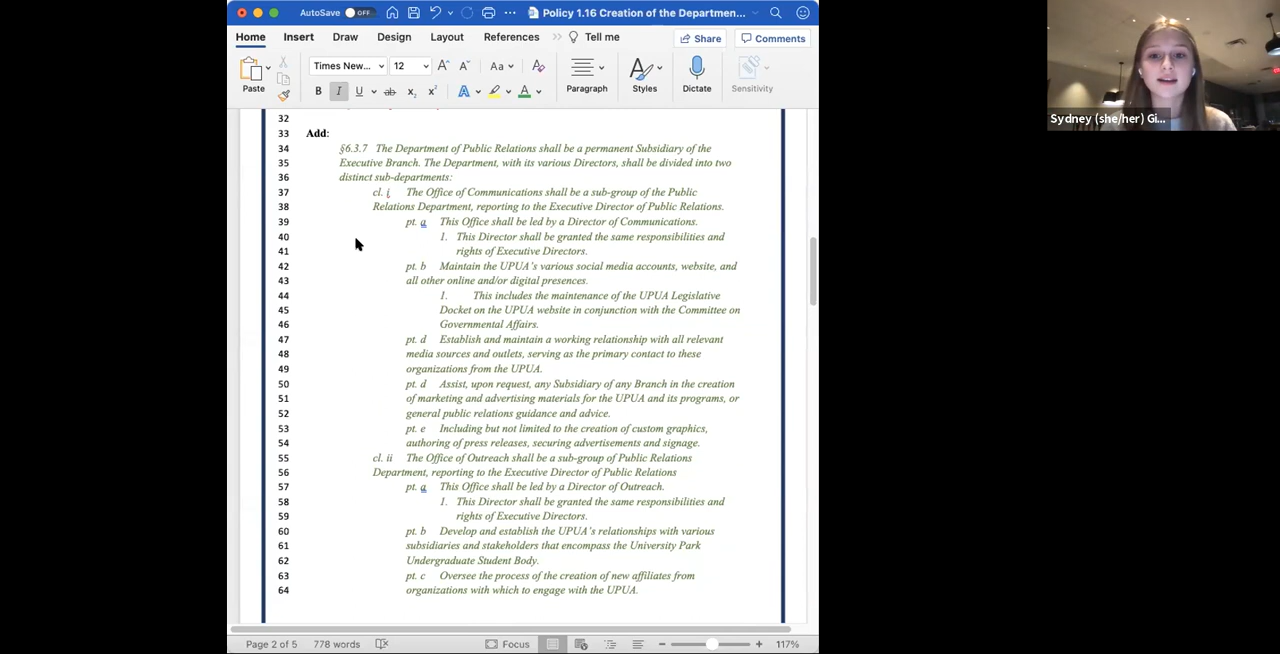 AutoSave OFF
Policy 1.16 Creation of the Departmen...
Home Insert Draw Design Layout References Tell me Share Comments
Paste
Times New... 12
Aa
B I U ab x₂ x²
A A
Paragraph
Styles
Dictate
Sensitivity
32
33 Add:
34 §6.3.7 The Department of Public Relations shall be a permanent Subsidiary of the
35 Executive Branch. The Department, with its various Directors, shall be divided into two
36 distinct sub-departments:
37 cl. i The Office of Communications shall be a sub-group of the Public
38 Relations Department, reporting to the Executive Director of Public Relations.
39 pt. a This Office shall be led by a Director of Communications.
40 1. This Director shall be granted the same responsibilities and
41 rights of Executive Directors.
42 pt. b Maintain the UPUA's various social media accounts, website, and
43 all other online and/or digital presences.
44 1. This includes the maintenance of the UPUA Legislative
45 Docket on the UPUA website in conjunction with the Committee on
46 Governmental Affairs.
47 pt. d Establish and maintain a working relationship with all relevant
48 media sources and outlets, serving as the primary contact to these
49 organizations from the UPUA.
50 pt. d Assist, upon request, any Subsidiary of any Branch in the creation
51 of marketing and advertising materials for the UPUA and its programs, or
52 general public relations guidance and advice.
53 pt. e Including but not limited to the creation of custom graphics,
54 authoring of press releases, securing advertisements and signage.
55 cl. ii The Office of Outreach shall be a sub-group of Public Relations
56 Department, reporting to the Executive Director of Public Relations
57 pt. a This Office shall be led by a Director of Outreach.
58 1. This Director shall be granted the same responsibilities and
59 rights of Executive Directors.
60 pt. b Develop and establish the UPUA's relationships with various
61 subsidiaries and stakeholders that encompass the University Park
62 Undergraduate Student Body.
63 pt. c Oversee the process of the creation of new affiliates from
64 organizations with which to engage with the UPUA.
Page 2 of 5 778 words Focus 117%
Sydney (she/her) Gi...